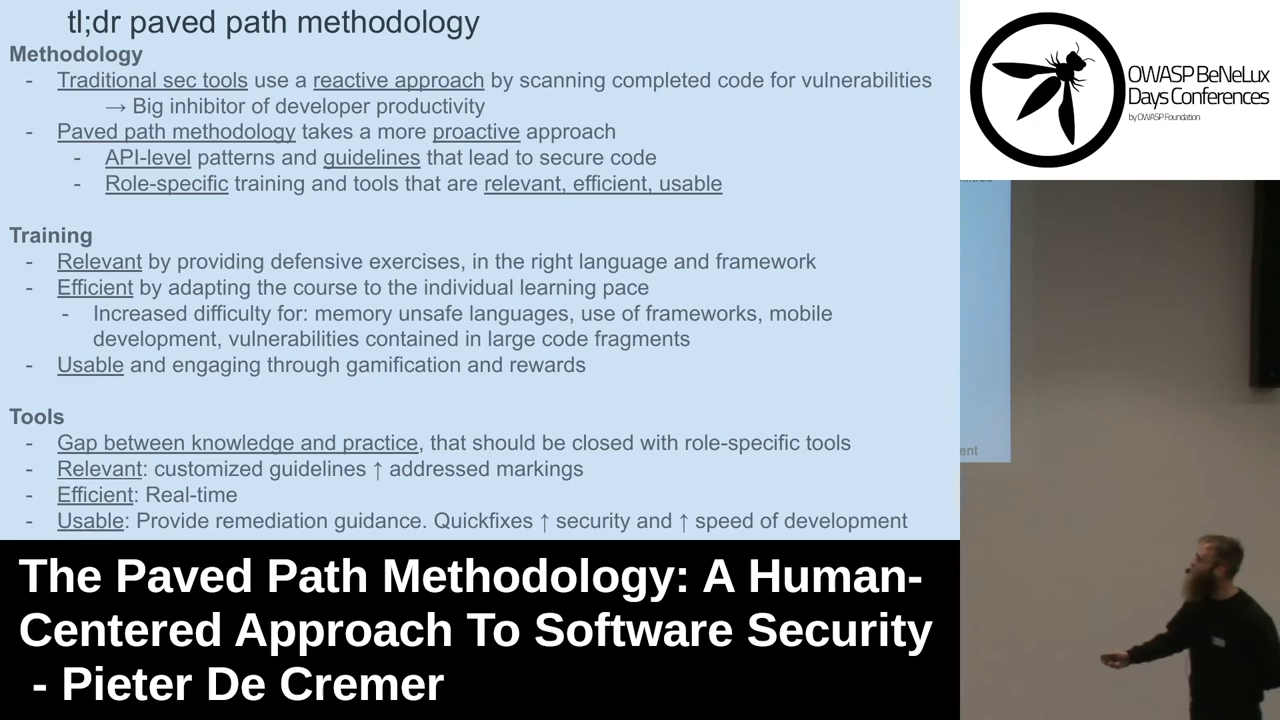 tl;dr paved path methodology
Methodology
- Traditional sec tools use a reactive approach by scanning completed code for vulnerabilities
→ Big inhibitor of developer productivity
- Paved path methodology takes a more proactive approach
- API-level patterns and guidelines that lead to secure code
- Role-specific training and tools that are relevant, efficient, usable
Training
- Relevant by providing defensive exercises, in the right language and framework
- Efficient by adapting the course to the individual learning pace
- Increased difficulty for: memory unsafe languages, use of frameworks, mobile
development, vulnerabilities contained in large code fragments
- Usable and engaging through gamification and rewards
Tools
- Gap between knowledge and practice, that should be closed with role-specific tools
- Relevant: customized guidelines ↑ addressed markings
- Efficient: Real-time
- Usable: Provide remediation guidance. Quickfixes ↑ security and ↑ speed of development
OWASP BeNeLux
Days Conferences
by OWASP Foundation
ent
The Paved Path Methodology: A Human-
Centered Approach To Software Security
- Pieter De Cremer